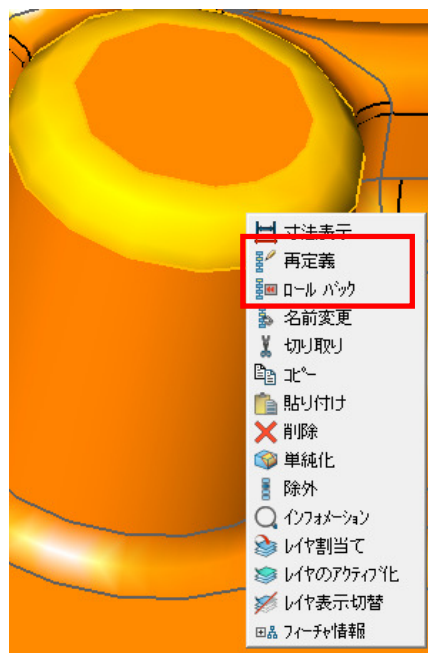 寸法表示
再定義
ﾛｰﾙ ﾊﾞｯｸ
名前変更
切り取り
ｺﾋﾟｰ
貼り付け
削除
単純化
除外
ｲﾝﾌｫﾒｰｼｮﾝ
ﾚｲﾔ割当て
ﾚｲﾔのｱｸﾃｨﾌﾞ化
ﾚｲﾔ表示切替
ﾌｨｰﾁｬ情報